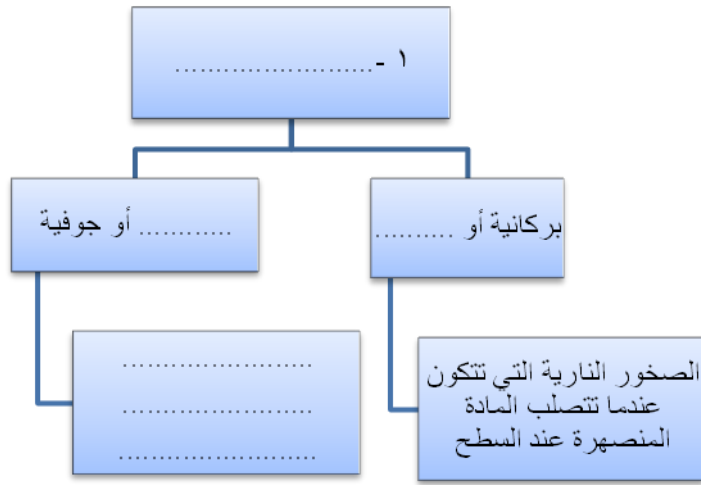 ١ -........................
بركانية أو ..........
............ أو جوفية
الصخور النارية التي تتكون
عندما تتصلب المادة
المنصهرة عند السطح
........................
........................
........................